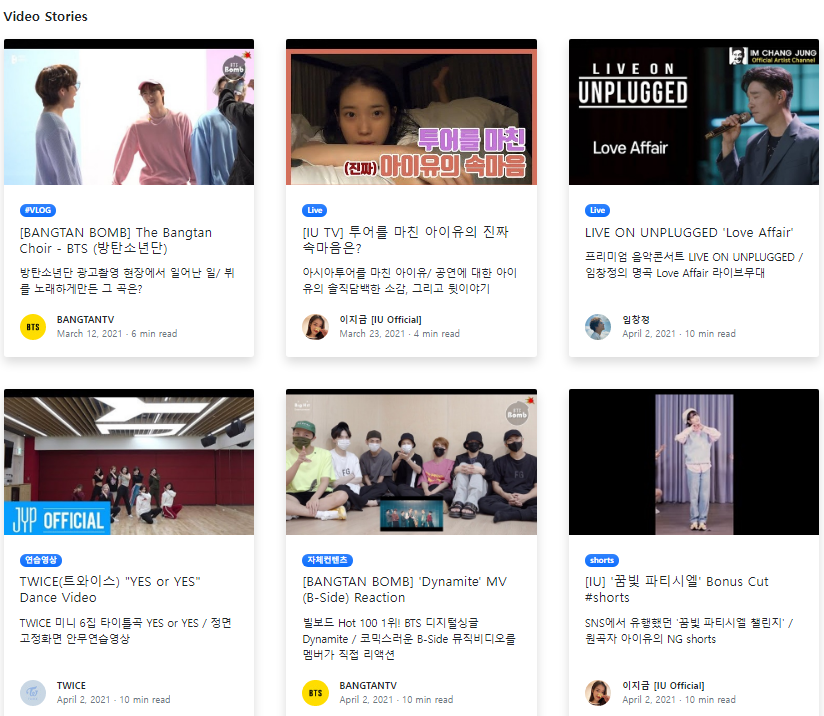 Video Stories
BTS
Bomb
투어를 마친
(진짜)아이유의 속마음
IM CHANG JUNG
Official Artist Channel
LIVE ON
UNPLUGGED
Love Affair
#VLOG
[BANGTAN BOMB] The Bangtan
Choir - BTS (방탄소년단)
방탄소년단 광고촬영 현장에서 일어난 일/ 뷔
를 노래하게만든 그 곡은?
BTS
BANGTANTV
March 12, 2021 · 6 min read
Live
[IU TV] 투어를 마친 아이유의 진짜
속마음은?
아시아투어를 마친 아이유/ 공연에 대한 아이
유의 솔직담백한 소감, 그리고 뒷이야기
이지금 [IU Official]
March 23, 2021 · 4 min read
Live
LIVE ON UNPLUGGED 'Love Affair'
프리미엄 음악콘서트 LIVE ON UNPLUGGED /
임창정의 명곡 Love Affair 라이브무대
임창정
April 2, 2021 · 10 min read
JYP OFFICIAL
BTS
Bomb
FG
FG
연습영상
TWICE(트와이스) "YES or YES"
Dance Video
TWICE 미니 6집 타이틀곡 YES or YES / 정면
고정화면 안무연습영상
TWICE
April 2, 2021 · 10 min read
자체컨텐츠
[BANGTAN BOMB] 'Dynamite' MV
(B-Side) Reaction
빌보드 Hot 100 1위! BTS 디지털싱글
Dynamite / 코믹스러운 B-Side 뮤직비디오를
멤버가 직접 리액션
BTS
BANGTANTV
April 2, 2021 · 10 min read
shorts
[IU] '꿈빛 파티시엘' Bonus Cut
#shorts
SNS에서 유행했던 '꿈빛 파티시엘 챌린지' /
원곡자 아이유의 NG shorts
이지금 [IU Official]
April 2, 2021 · 10 min read